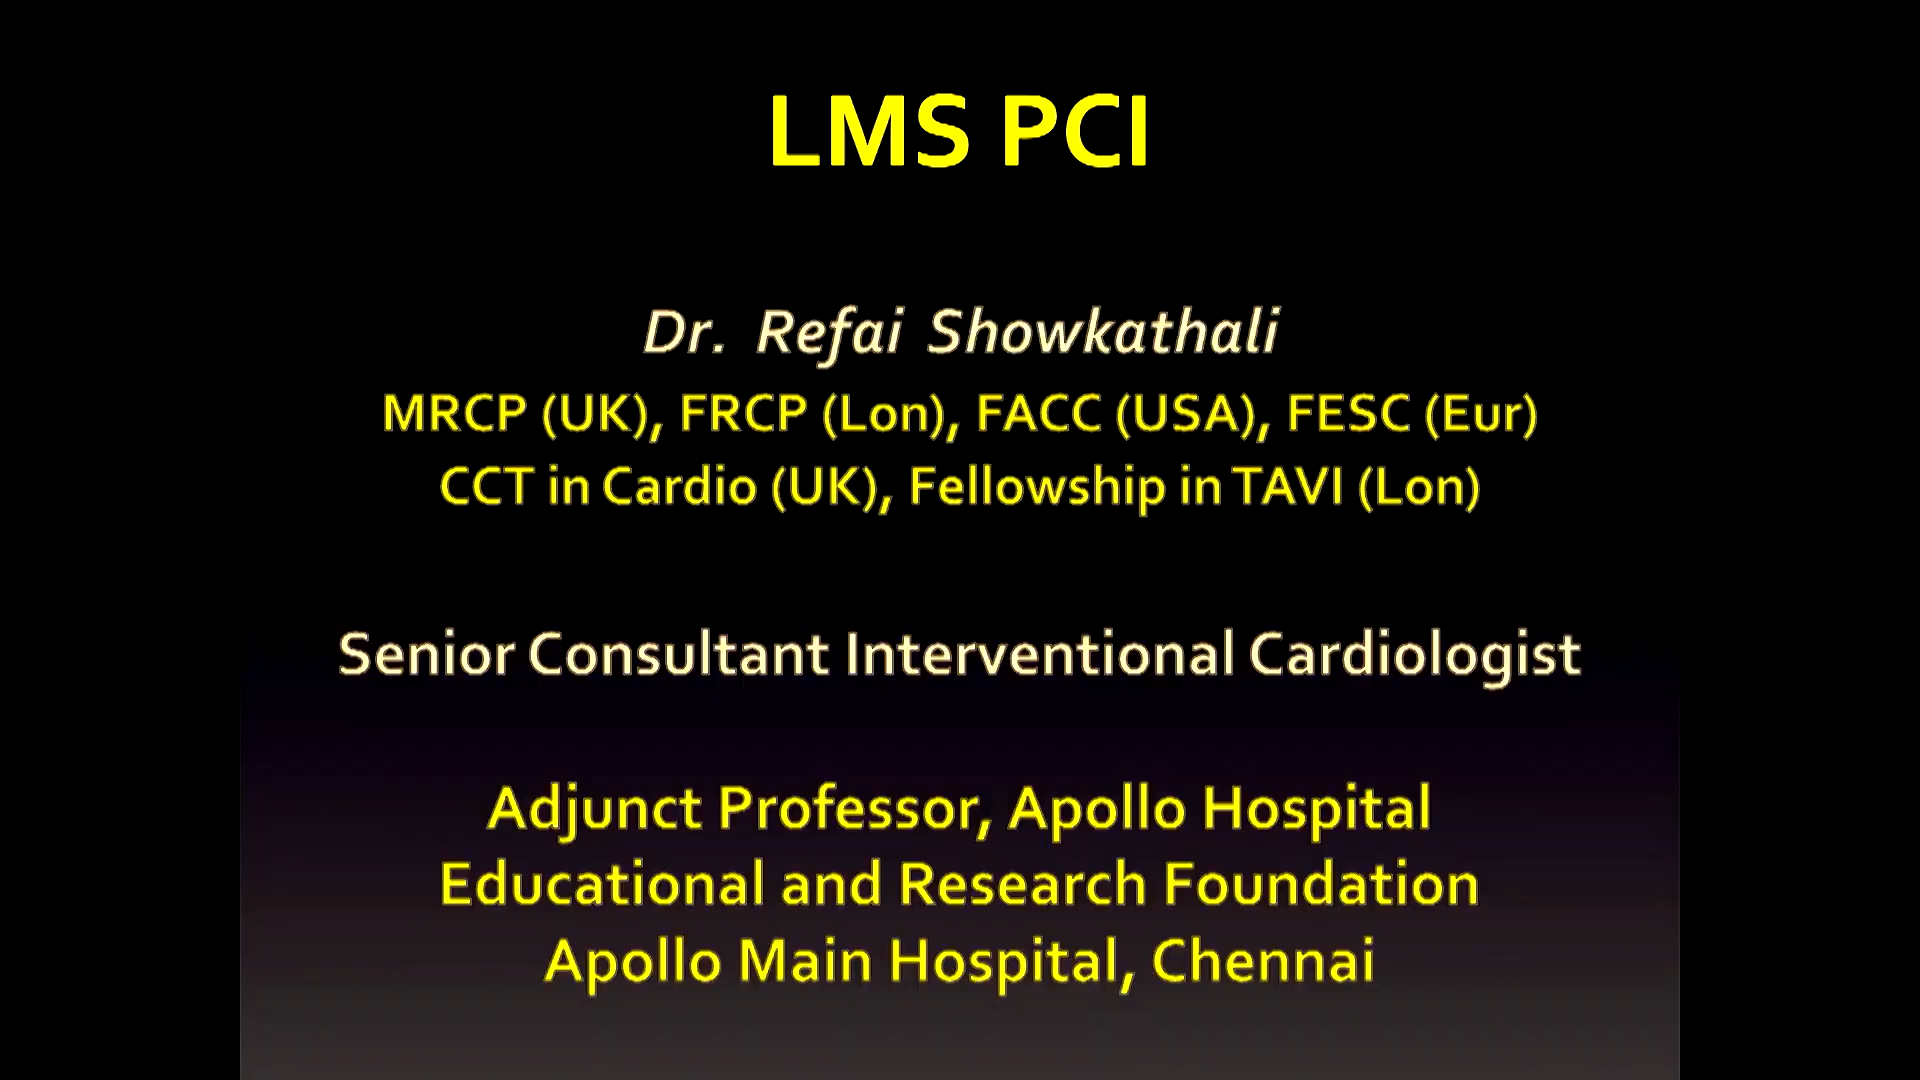 LMS PCI
Dr. Refai Showkathali
MRCP (UK), FRCP (Lon), FACC (USA), FESC (Eur)
CCT in Cardio (UK), Fellowship in TAVI (Lon)
Senior Consultant Interventional Cardiologist
Adjunct Professor, Apollo Hospital
Educational and Research Foundation
Apollo Main Hospital, Chennai